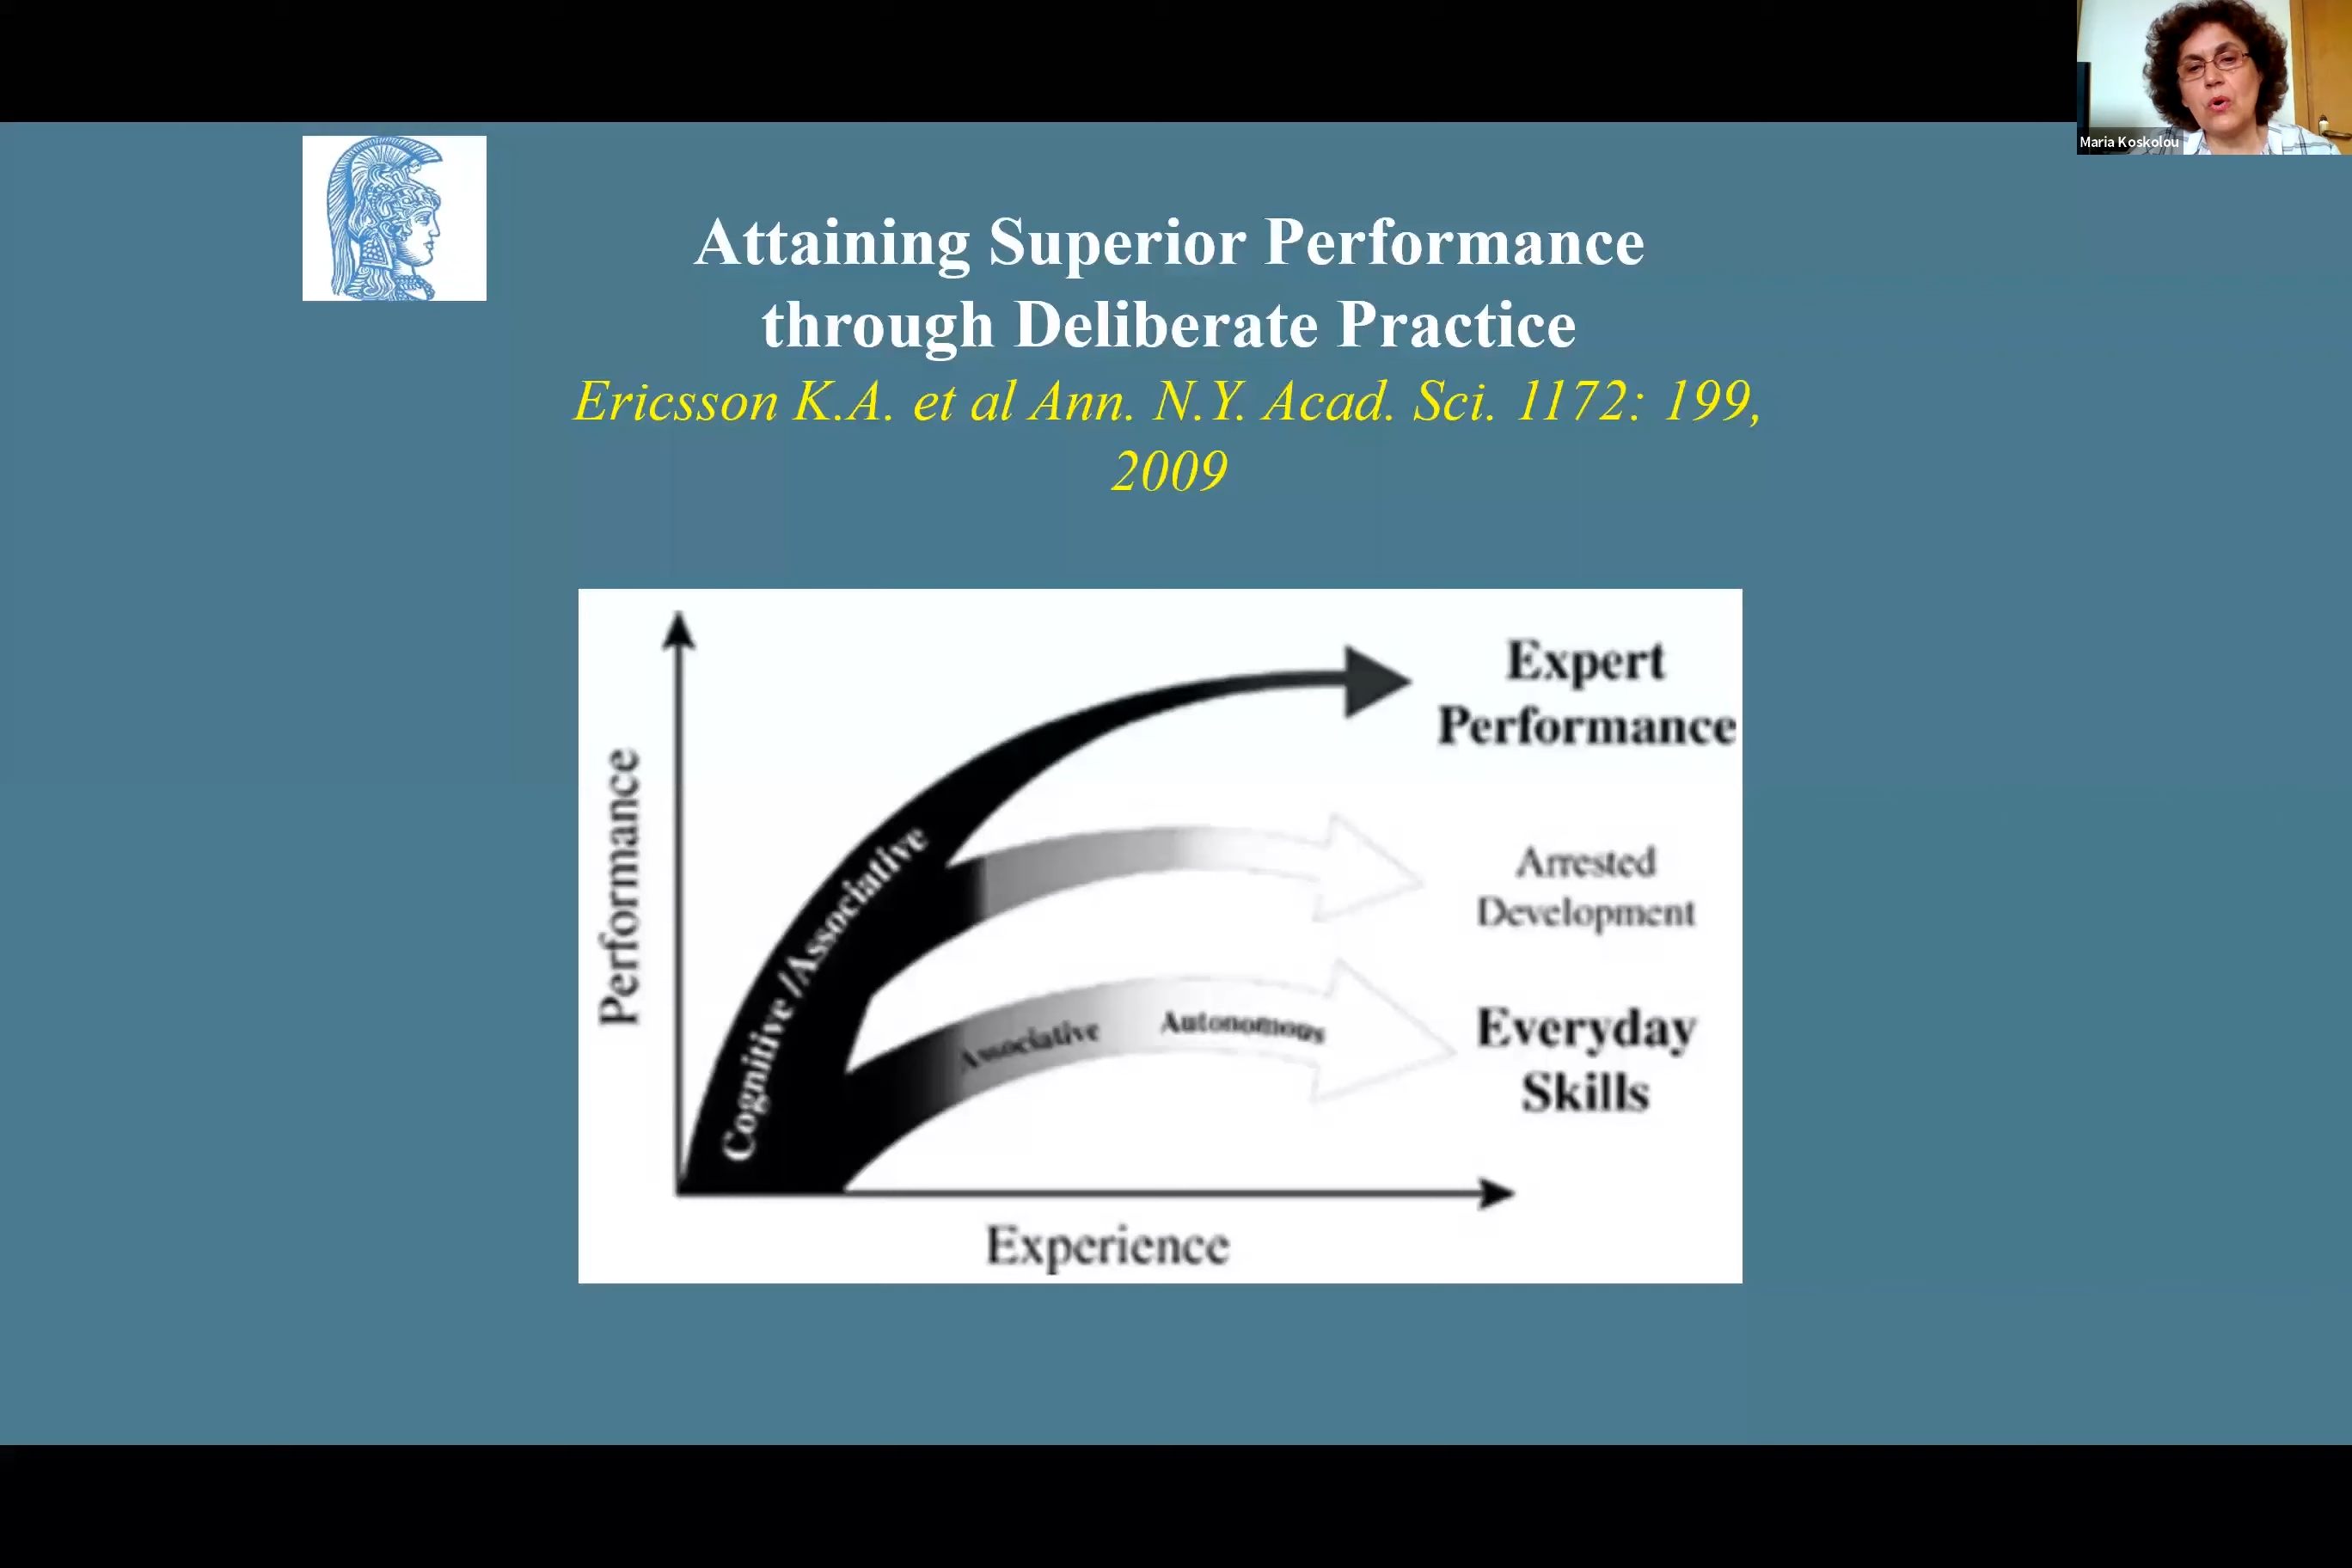 Maria Koskolou
Attaining Superior Performance
through Deliberate Practice
Ericsson K.A. et al Ann. N.Y. Acad. Sci. 1172: 199,
2009
Performance
Cognitive /Associative
Expert
Performance
Arrested
Development
Associative
Autonomous
Everyday
Skills
Experience